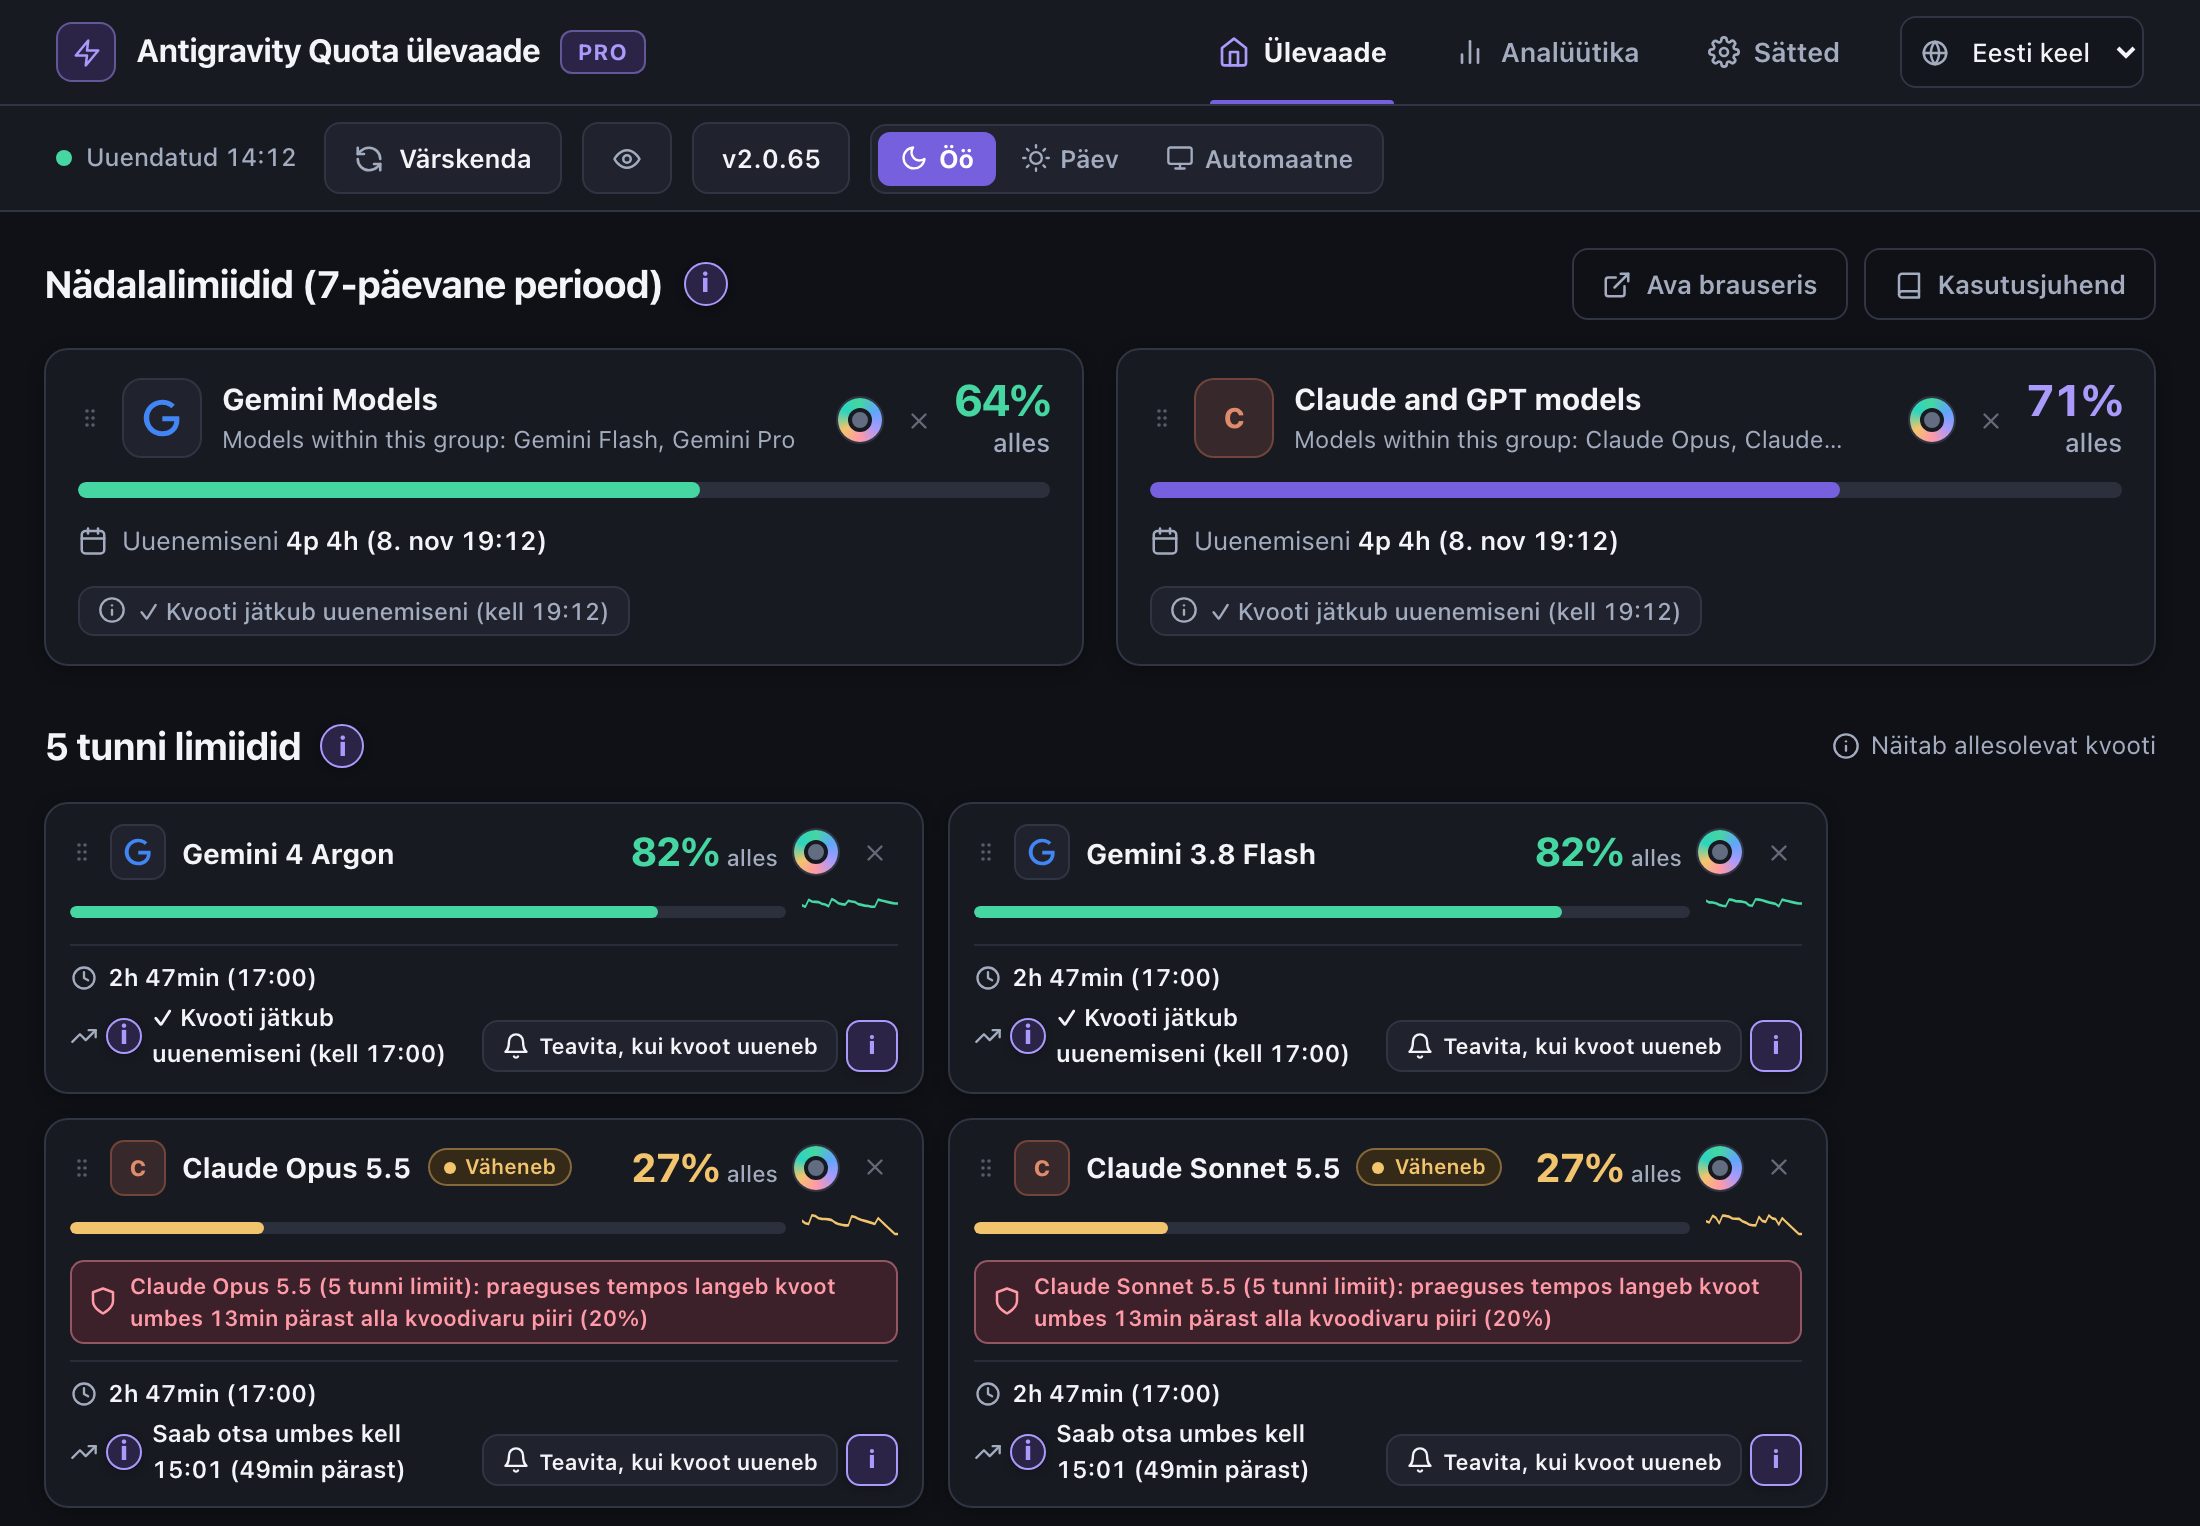 Antigravity Quota ülevaade PRO
Ülevaade Analüütika Sätted Eesti keel
Uuendatud 14:12 Värskenda v2.0.65 Öö Päev Automaatne
Nädalalimiidid (7-päevane periood) i
Ava brauseris Kasutusjuhend
Gemini Models
Models within this group: Gemini Flash, Gemini Pro
64%
alles
Uuenemiseni 4p 4h (8. nov 19:12)
✓ Kvooti jätkub uuenemiseni (kell 19:12)
C
Claude and GPT models
Models within this group: Claude Opus, Claude...
71%
alles
Uuenemiseni 4p 4h (8. nov 19:12)
✓ Kvooti jätkub uuenemiseni (kell 19:12)
5 tunni limiidid i
Näitab allesolevat kvooti
G Gemini 4 Argon 82% alles
2h 47min (17:00)
i ✓ Kvooti jätkub
uuenemiseni (kell 17:00)
Teavita, kui kvoot uueneb i
G Gemini 3.8 Flash 82% alles
2h 47min (17:00)
i ✓ Kvooti jätkub
uuenemiseni (kell 17:00)
Teavita, kui kvoot uueneb i
C Claude Opus 5.5 Väheneb 27% alles
Claude Opus 5.5 (5 tunni limiit): praeguses tempos langeb kvoot
umbes 13min pärast alla kvoodivaru piiri (20%)
2h 47min (17:00)
i Saab otsa umbes kell
15:01 (49min pärast)
Teavita, kui kvoot uueneb i
C Claude Sonnet 5.5 Väheneb 27% alles
Claude Sonnet 5.5 (5 tunni limiit): praeguses tempos langeb kvoot
umbes 13min pärast alla kvoodivaru piiri (20%)
2h 47min (17:00)
i Saab otsa umbes kell
15:01 (49min pärast)
Teavita, kui kvoot uueneb i